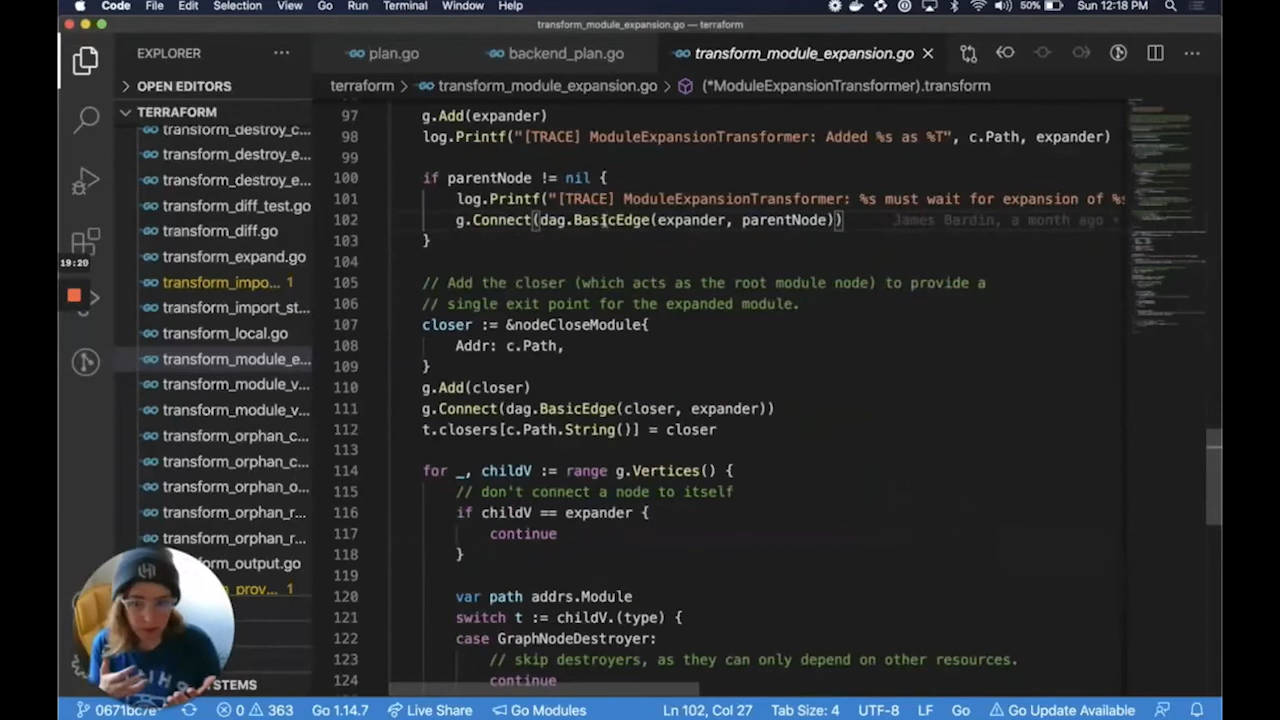 Code File Edit Selection View Go Run Terminal Window Help 50% Sun 12:18 PM
transform_module_expansion.go — terraform
EXPLORER
plan.go
backend_plan.go
transform_module_expansion.go
OPEN EDITORS
terraform > transform_module_expansion.go > (*ModuleExpansionTransformer).transform
TERRAFORM
transform_destroy_c...
transform_destroy_e...
transform_destroy_e...
transform_diff_test.go
transform_diff.go
transform_expand.go
transform_impo... 1
transform_import_st...
transform_local.go
transform_module_e...
transform_module_v...
transform_module_v...
transform_orphan_c...
transform_orphan_c...
transform_orphan_o...
transform_orphan_r...
transform_orphan_r...
_output.go
_prov... 1
YSTEMS
19:20
97 g.Add(expander)
98 log.Printf("[TRACE] ModuleExpansionTransformer: Added %s as %T", c.Path, expander)
99
100 if parentNode != nil {
101 log.Printf("[TRACE] ModuleExpansionTransformer: %s must wait for expansion of %s
102 g.Connect(dag.BasicEdge(expander, parentNode)) James Bardin, a month ago •
103 }
104
105 // Add the closer (which acts as the root module node) to provide a
106 // single exit point for the expanded module.
107 closer := &nodeCloseModule{
108 Addr: c.Path,
109 }
110 g.Add(closer)
111 g.Connect(dag.BasicEdge(closer, expander))
112 t.closers[c.Path.String()] = closer
113
114 for _, childV := range g.Vertices() {
115 // don't connect a node to itself
116 if childV == expander {
117 continue
118 }
119
120 var path addrs.Module
121 switch t := childV.(type) {
122 case GraphNodeDestroyer:
123 // skip destroyers, as they can only depend on other resources.
124 continue
0671bc7e 0 363 Go 1.14.7 Live Share Go Modules Ln 102, Col 27 Tab Size: 4 UTF-8 LF Go Go Update Available